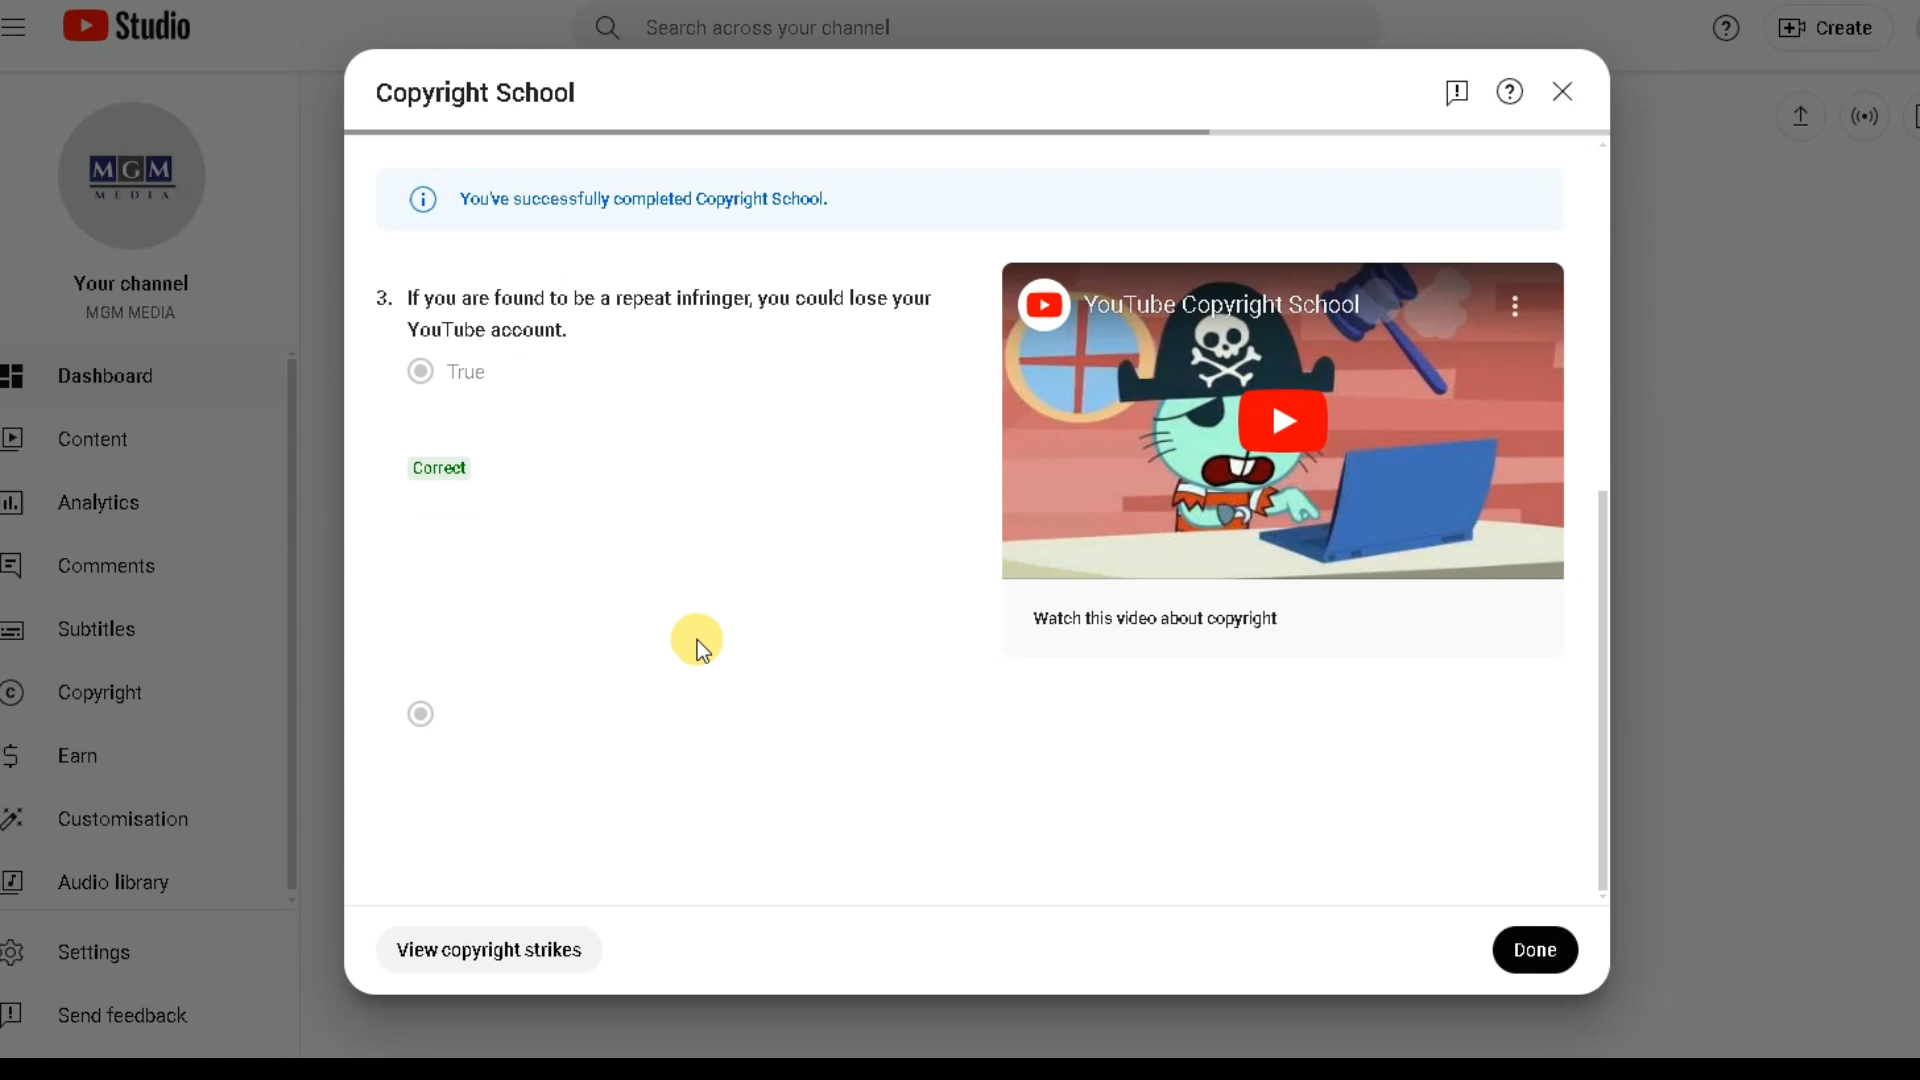 Studio
Search across your channel
Create
Copyright School
MGM
MEDIA
You've successfully completed Copyright School.
Your channel
MGM MEDIA
3. If you are found to be a repeat infringer, you could lose your
YouTube account.
True
Correct
YouTube Copyright School
Watch this video about copyright
Dashboard
Content
Analytics
Comments
Subtitles
Copyright
Earn
Customisation
Audio library
Settings
Send feedback
View copyright strikes
Done